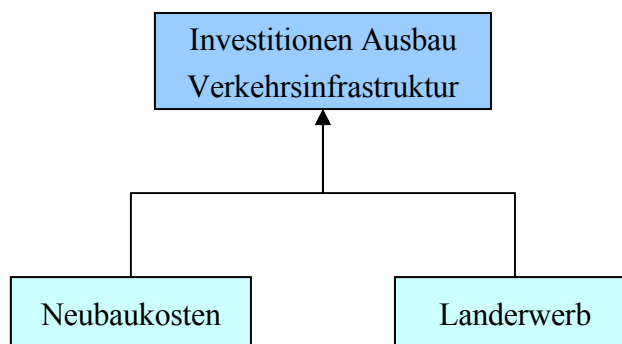 Investitionen Ausbau
Verkehrsinfrastruktur
Neubaukosten
Landerwerb